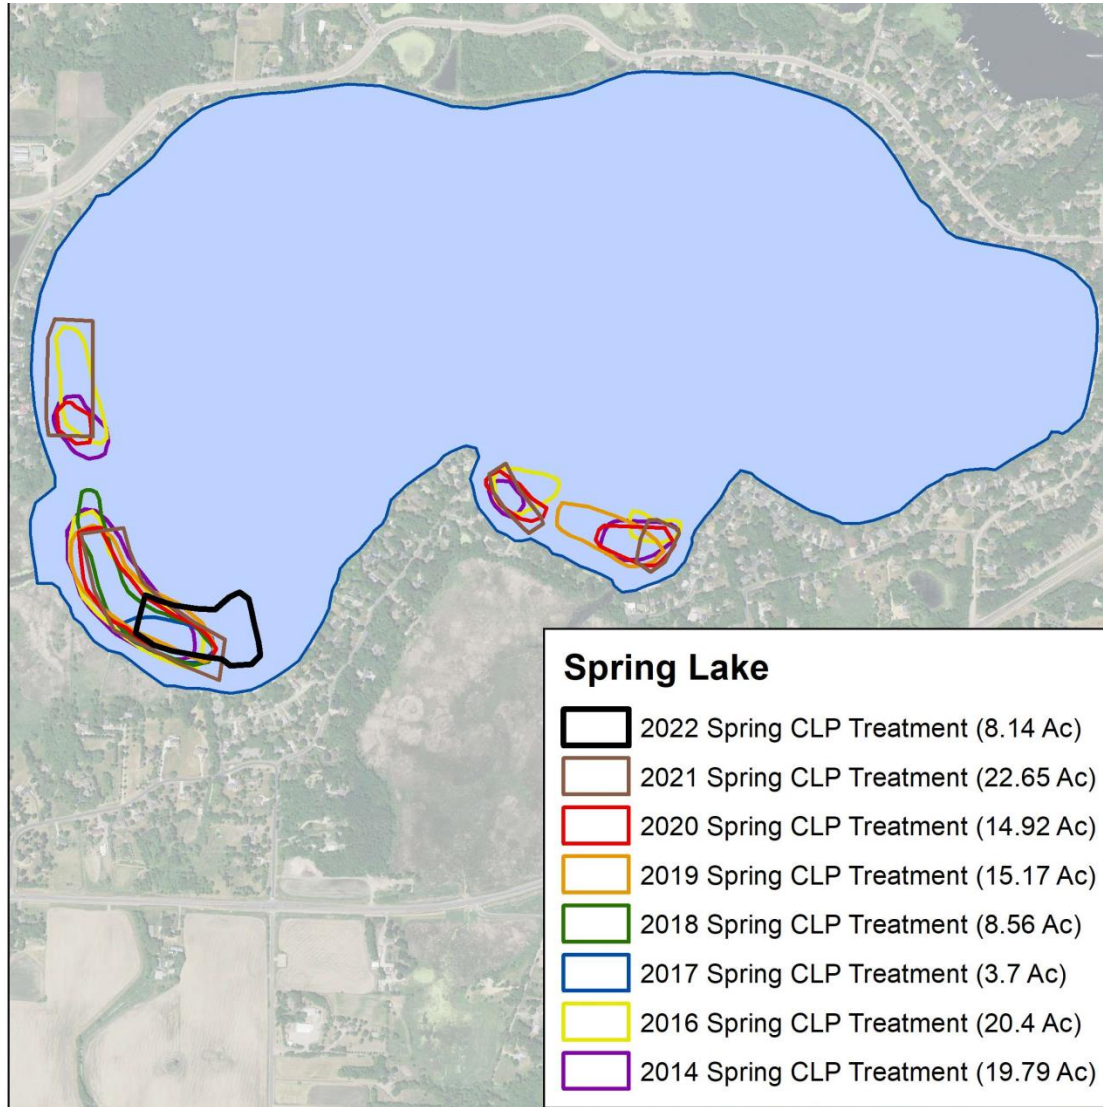 Spring Lake
2022 Spring CLP Treatment (8.14 Ac)
2021 Spring CLP Treatment (22.65 Ac)
2020 Spring CLP Treatment (14.92 Ac)
2019 Spring CLP Treatment (15.17 Ac)
2018 Spring CLP Treatment (8.56 Ac)
2017 Spring CLP Treatment (3.7 Ac)
2016 Spring CLP Treatment (20.4 Ac)
2014 Spring CLP Treatment (19.79 Ac)